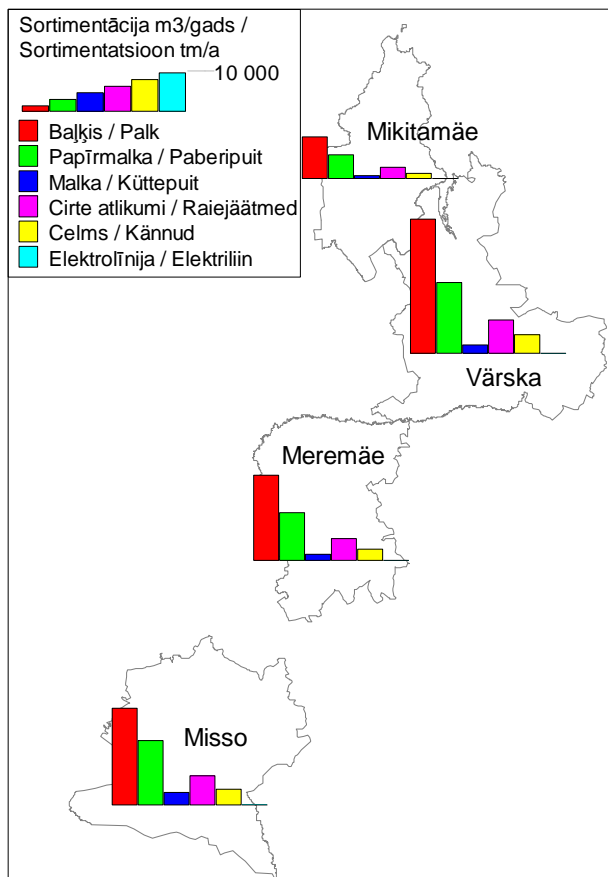 Sortimentācija m3/gads /
Sortimentatsioon tm/a
10 000
Baļķis / Palk
Papīrmalka / Paberipuit
Malka / Küttepuit
Cirte atlikumi / Raiejäätmed
Celms / Kännud
Elektrolīnija / Elektriliin
Mikitamäe
Värska
Meremäe
Misso